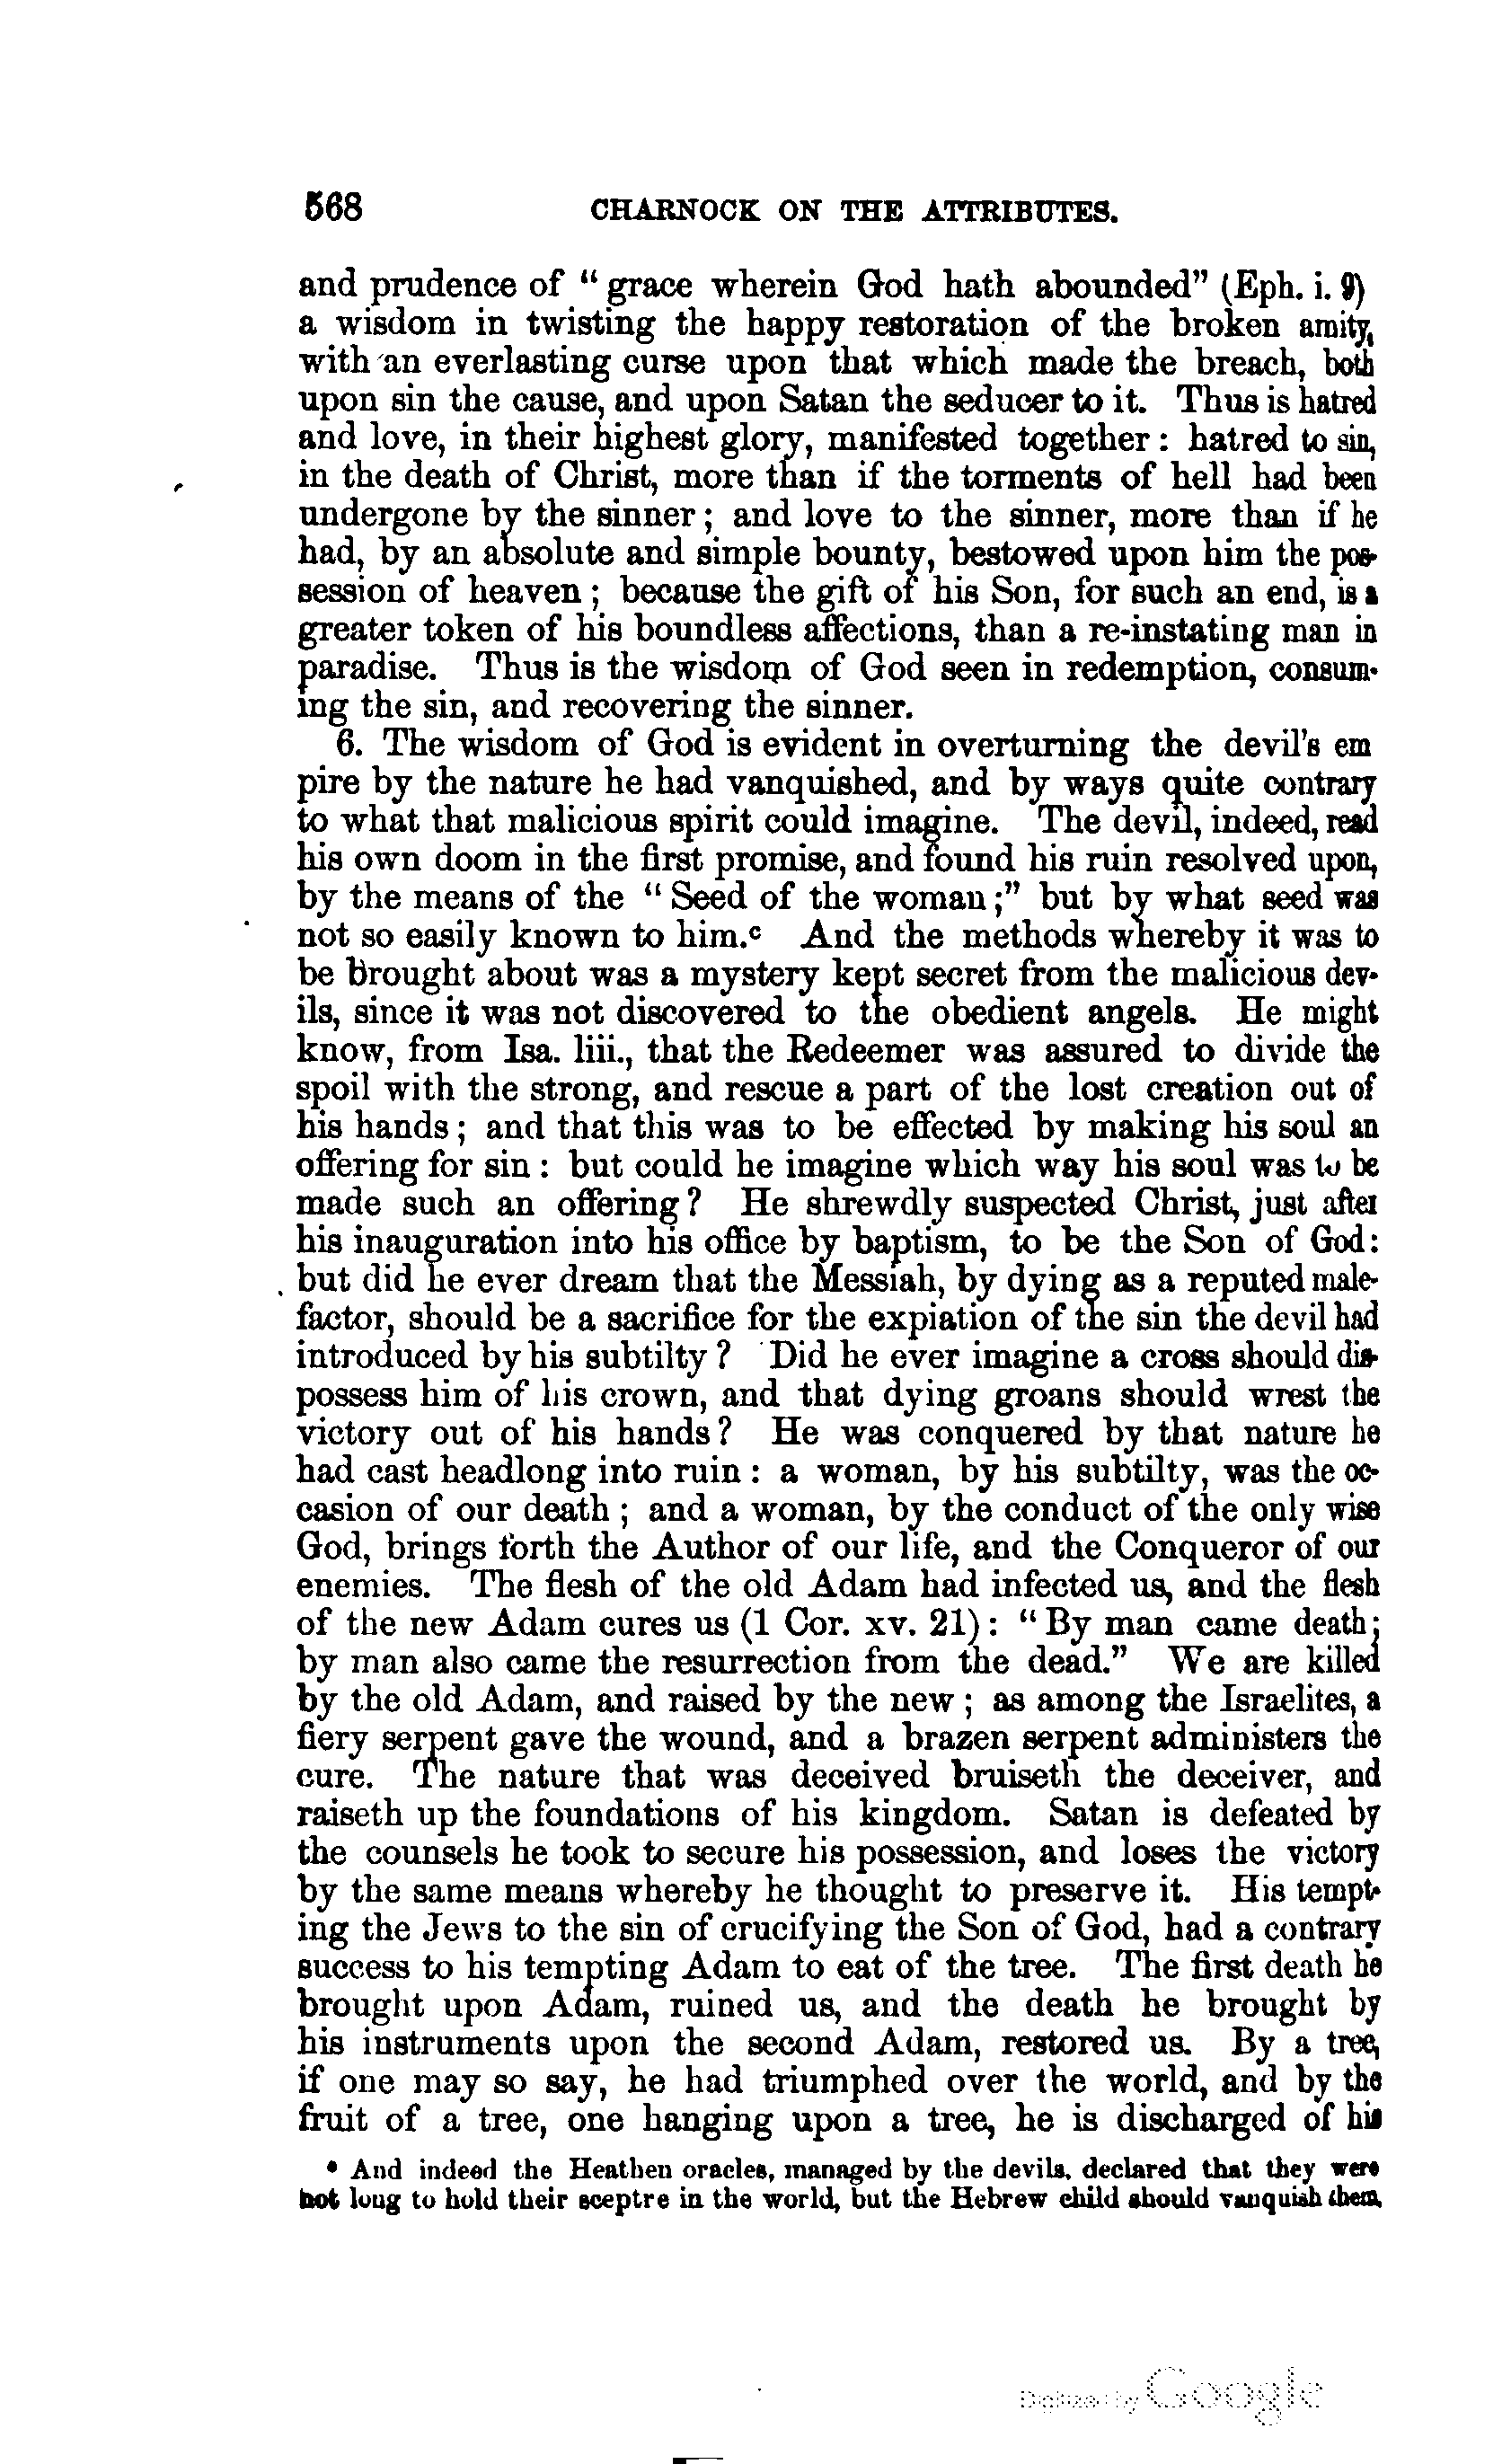 568 CHARNOCK ON THE ATTRIBUTES.
and prudence of “ grace wherein God hath abounded” (Eph. i. 9)
a wisdom in twisting the happy restoration of the broken amity,
with an everlasting curse upon that which made the breach, both
upon sin the cause, and upon Satan the seducer to it. Thus is hatred
and love, in their highest glory, manifested together : hatred to sin,
in the death of Christ, more than if the torments of hell had been
undergone by the sinner ; and love to the sinner, more than if he
had, by an absolute and simple bounty, bestowed upon him the pos-
session of heaven ; because the gift of his Son, for such an end, is a
greater token of his boundless affections, than a re-instating man in
paradise. Thus is the wisdom of God seen in redemption, consum-
ing the sin, and recovering the sinner.
6. The wisdom of God is evident in overturning the devil's em
pire by the nature he had vanquished, and by ways quite contrary
to what that malicious spirit could imagine. The devil, indeed, read
his own doom in the first promise, and found his ruin resolved upon,
by the means of the “ Seed of the woman ;” but by what seed was
not so easily known to him.c And the methods whereby it was to
be brought about was a mystery kept secret from the malicious dev-
ils, since it was not discovered to the obedient angels. He might
know, from Isa. liii., that the Redeemer was assured to divide the
spoil with the strong, and rescue a part of the lost creation out of
his hands ; and that this was to be effected by making his soul an
offering for sin : but could he imagine which way his soul was to be
made such an offering ? He shrewdly suspected Christ, just after
his inauguration into his office by baptism, to be the Son of God :
but did he ever dream that the Messiah, by dying as a reputed male-
factor, should be a sacrifice for the expiation of the sin the devil had
introduced by his subtilty ? Did he ever imagine a cross should dis-
possess him of his crown, and that dying groans should wrest the
victory out of his hands ? He was conquered by that nature he
had cast headlong into ruin : a woman, by his subtilty, was the oc-
casion of our death ; and a woman, by the conduct of the only wise
God, brings forth the Author of our life, and the Conqueror of our
enemies. The flesh of the old Adam had infected us, and the flesh
of the new Adam cures us (1 Cor. xv. 21) : “ By man came death ;
by man also came the resurrection from the dead.” We are killed
by the old Adam, and raised by the new ; as among the Israelites, a
fiery serpent gave the wound, and a brazen serpent administers the
cure. The nature that was deceived bruiseth the deceiver, and
raiseth up the foundations of his kingdom. Satan is defeated by
the counsels he took to secure his possession, and loses the victory
by the same means whereby he thought to preserve it. His tempt-
ing the Jews to the sin of crucifying the Son of God, had a contrary
success to his tempting Adam to eat of the tree. The first death he
brought upon Adam, ruined us, and the death he brought by
his instruments upon the second Adam, restored us. By a tree,
if one may so say, he had triumphed over the world, and by the
fruit of a tree, one hanging upon a tree, he is discharged of his
c And indeed the Heathen oracles, managed by the devils, declared that they were
not long to hold their sceptre in the world, but the Hebrew child should vanquish them.
Digitized by Google